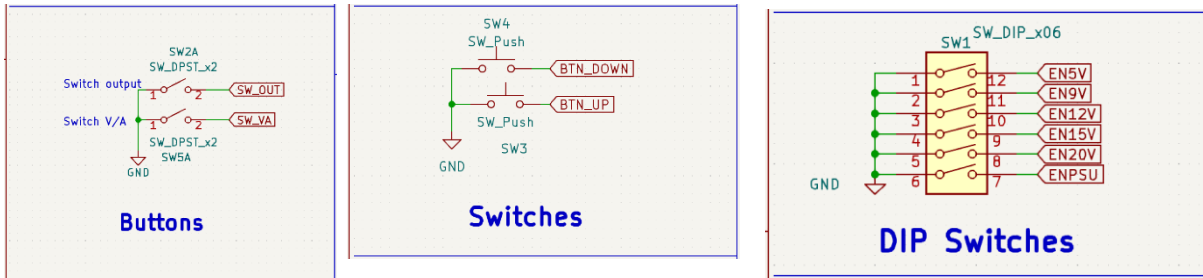 SW2A
SW_DPST_x2
Switch output
1 2 SW_OUT
Switch V/A
1 2 SW_VA
SW_DPST_x2
SW5A
GND
Buttons
SW4
SW_Push
BTN_DOWN
BTN_UP
SW_Push
SW3
GND
Switches
SW_DIP_x06
SW1
1 12 EN5V
2 11 EN9V
3 10 EN12V
4 9 EN15V
5 8 EN20V
6 7 ENPSU
GND
DIP Switches